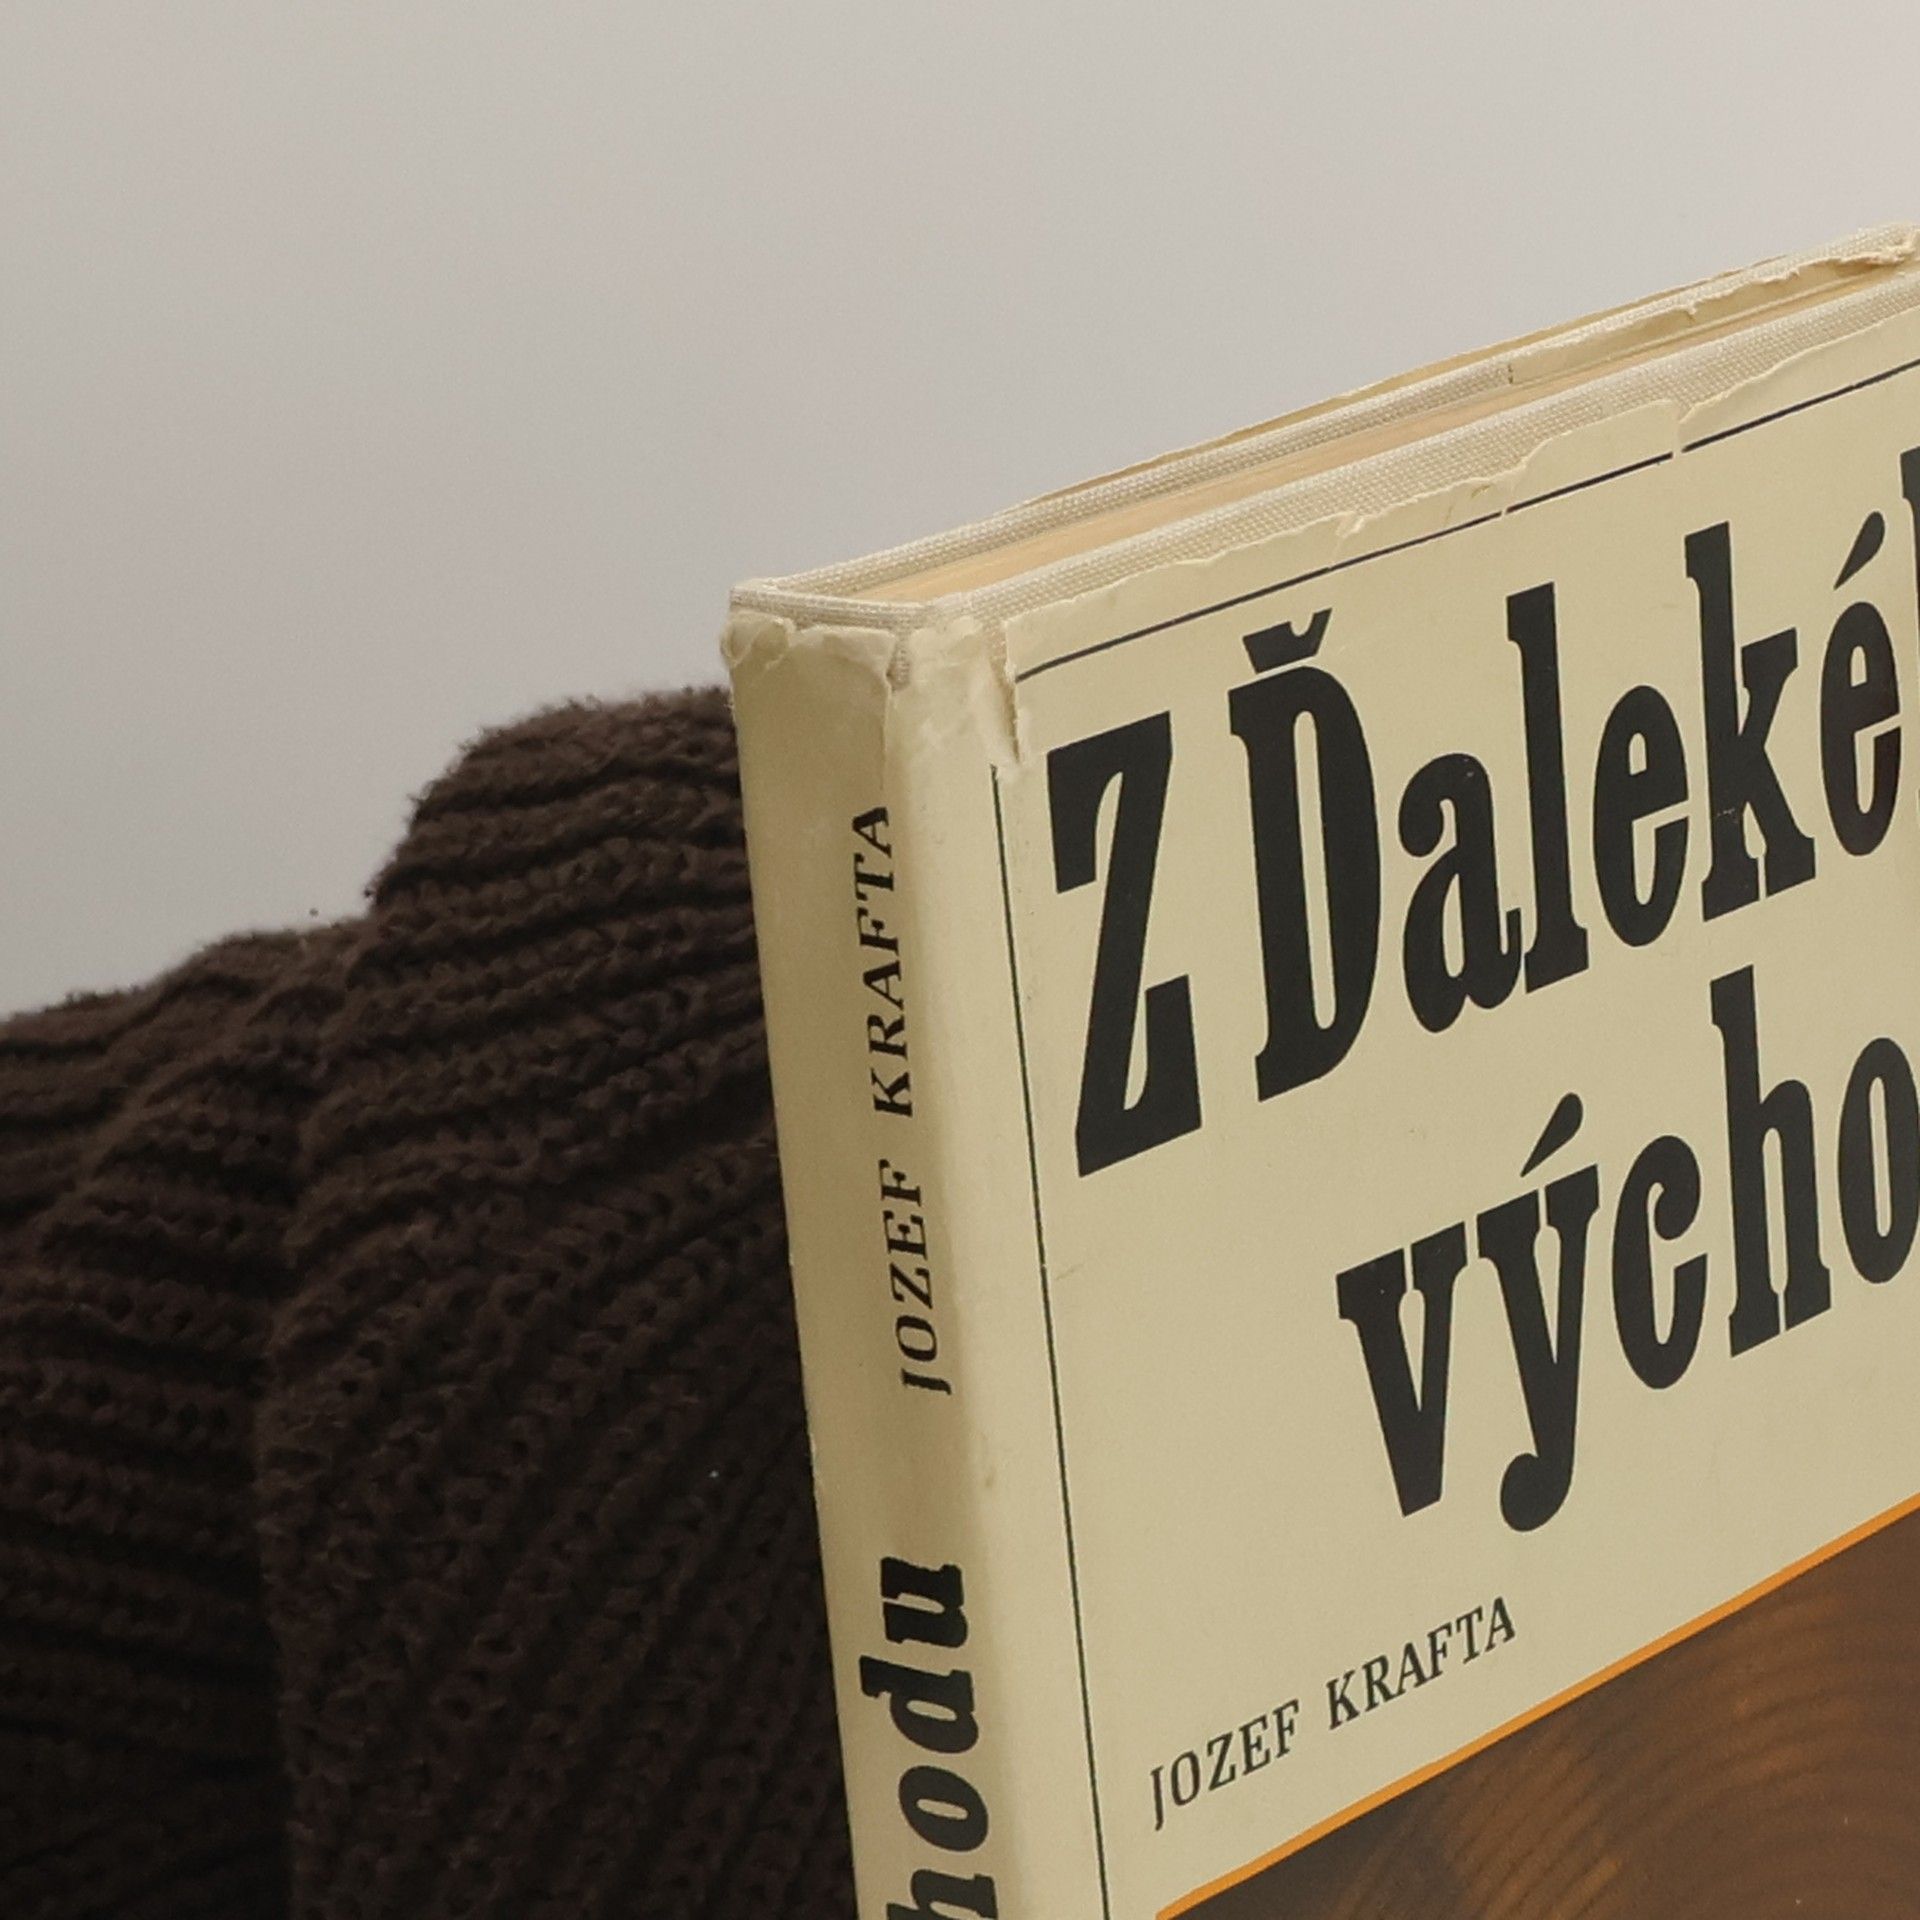 JOZEF KRAFTA
hodu
Z Ďaleké
výcho
JOZEF KRAFTA